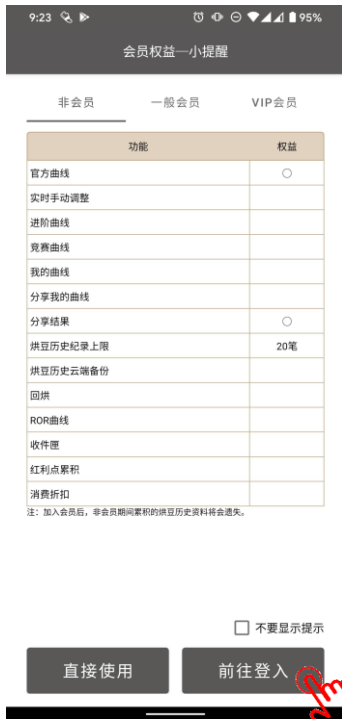 9:23 95%
会员权益一小提醒
非会员 一般会员 VIP会员
功能 权益
官方曲线 ○
实时手动调整
进阶曲线
竞赛曲线
我的曲线
分享我的曲线
分享结果 ○
烘豆历史纪录上限 20笔
烘豆历史云端备份
回烘
ROR曲线
收件匣
红利点累积
消费折扣
注：加入会员后，非会员期间累积的烘豆历史资料将会遗失。
不要显示提示
直接使用 前往登入